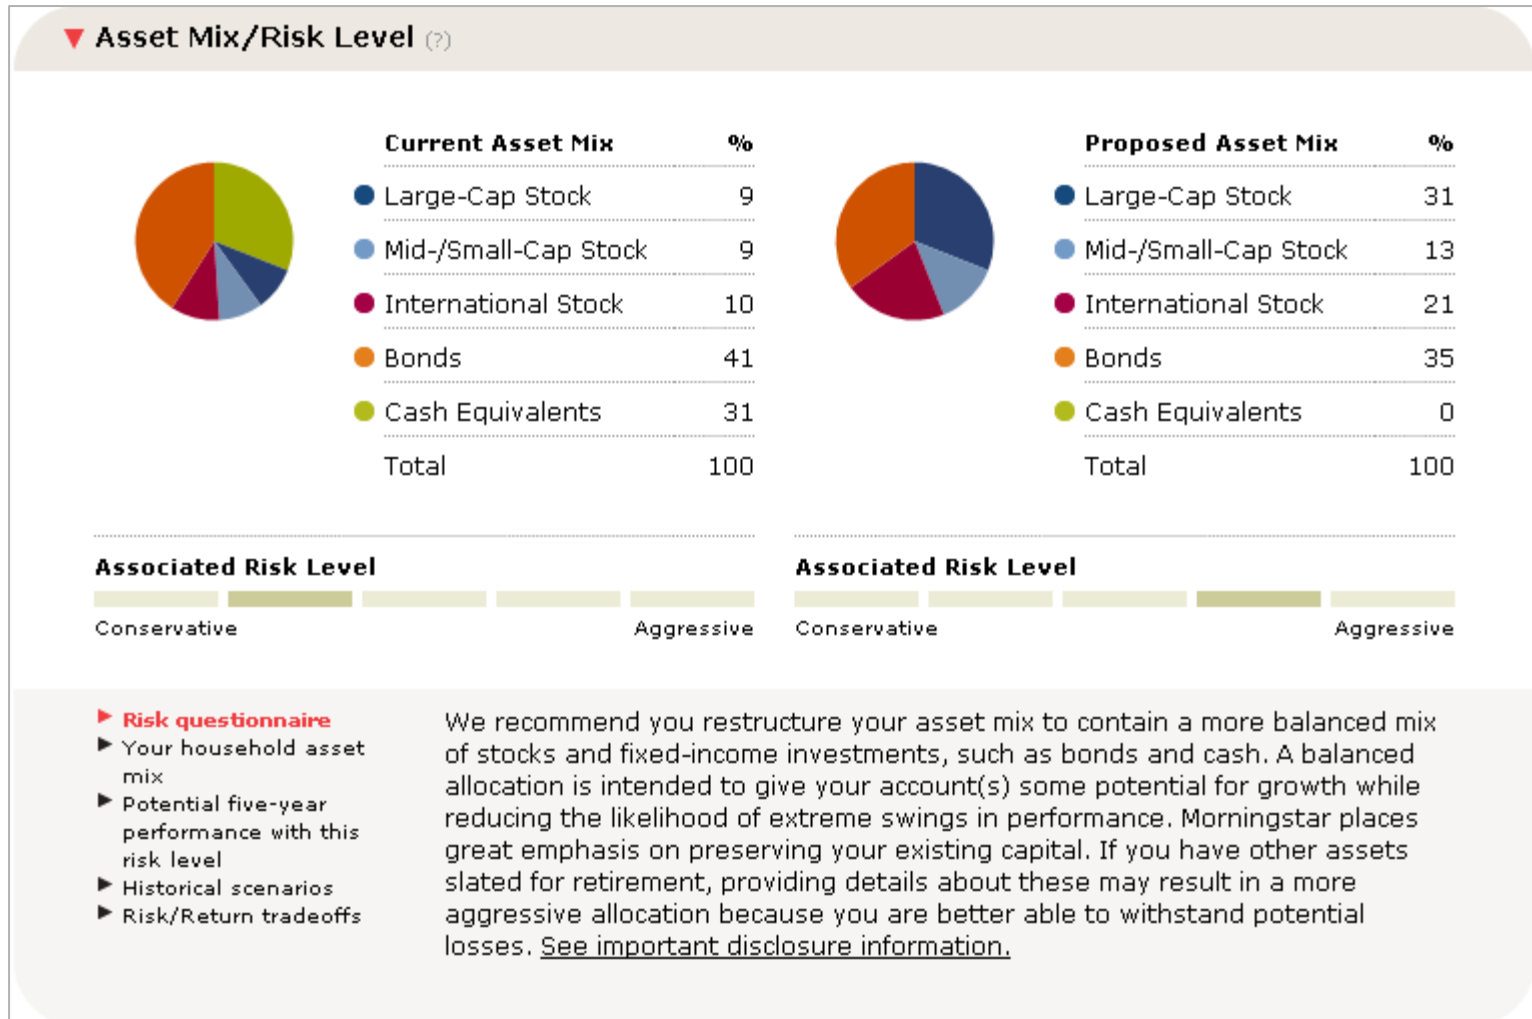 Asset Mix/Risk Level (?)
Current Asset Mix %
Large-Cap Stock 9
Mid-/Small-Cap Stock 9
International Stock 10
Bonds 41
Cash Equivalents 31
Total 100
Associated Risk Level
Conservative Aggressive
Proposed Asset Mix %
Large-Cap Stock 31
Mid-/Small-Cap Stock 13
International Stock 21
Bonds 35
Cash Equivalents 0
Total 100
Associated Risk Level
Conservative Aggressive
Risk questionnaire
Your household asset
mix
Potential five-year
performance with this
risk level
Historical scenarios
Risk/Return tradeoffs
We recommend you restructure your asset mix to contain a more balanced mix
of stocks and fixed-income investments, such as bonds and cash. A balanced
allocation is intended to give your account(s) some potential for growth while
reducing the likelihood of extreme swings in performance. Morningstar places
great emphasis on preserving your existing capital. If you have other assets
slated for retirement, providing details about these may result in a more
aggressive allocation because you are better able to withstand potential
losses. See important disclosure information.